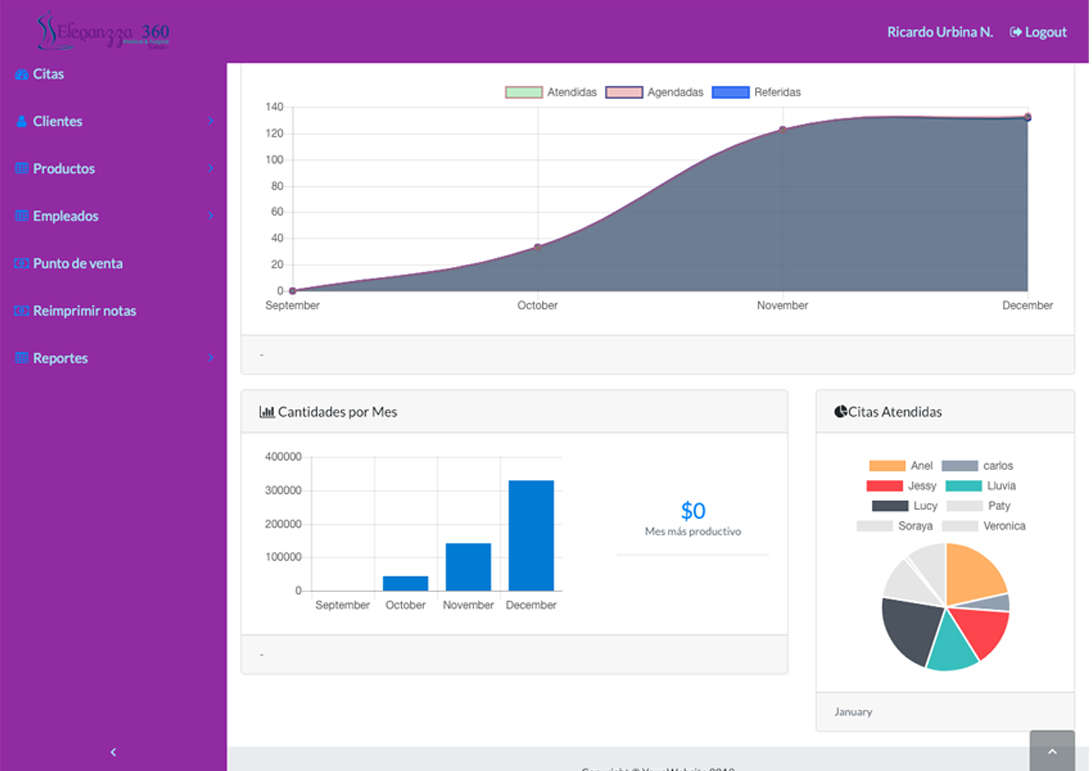 Eleganzza 360
Ricardo Urbina N.
Logout
Citas
Clientes
Productos
Empleados
Punto de venta
Reimprimir notas
Reportes
Atendidas
Agendadas
Referidas
140
120
100
80
60
40
20
0
September
October
November
December
-
Cantidades por Mes
400000
300000
200000
100000
0
September
October
November
December
$0
Mes más productivo
-
Citas Atendidas
Anel
carlos
Jessy
Lluvia
Lucy
Paty
Soraya
Veronica
January